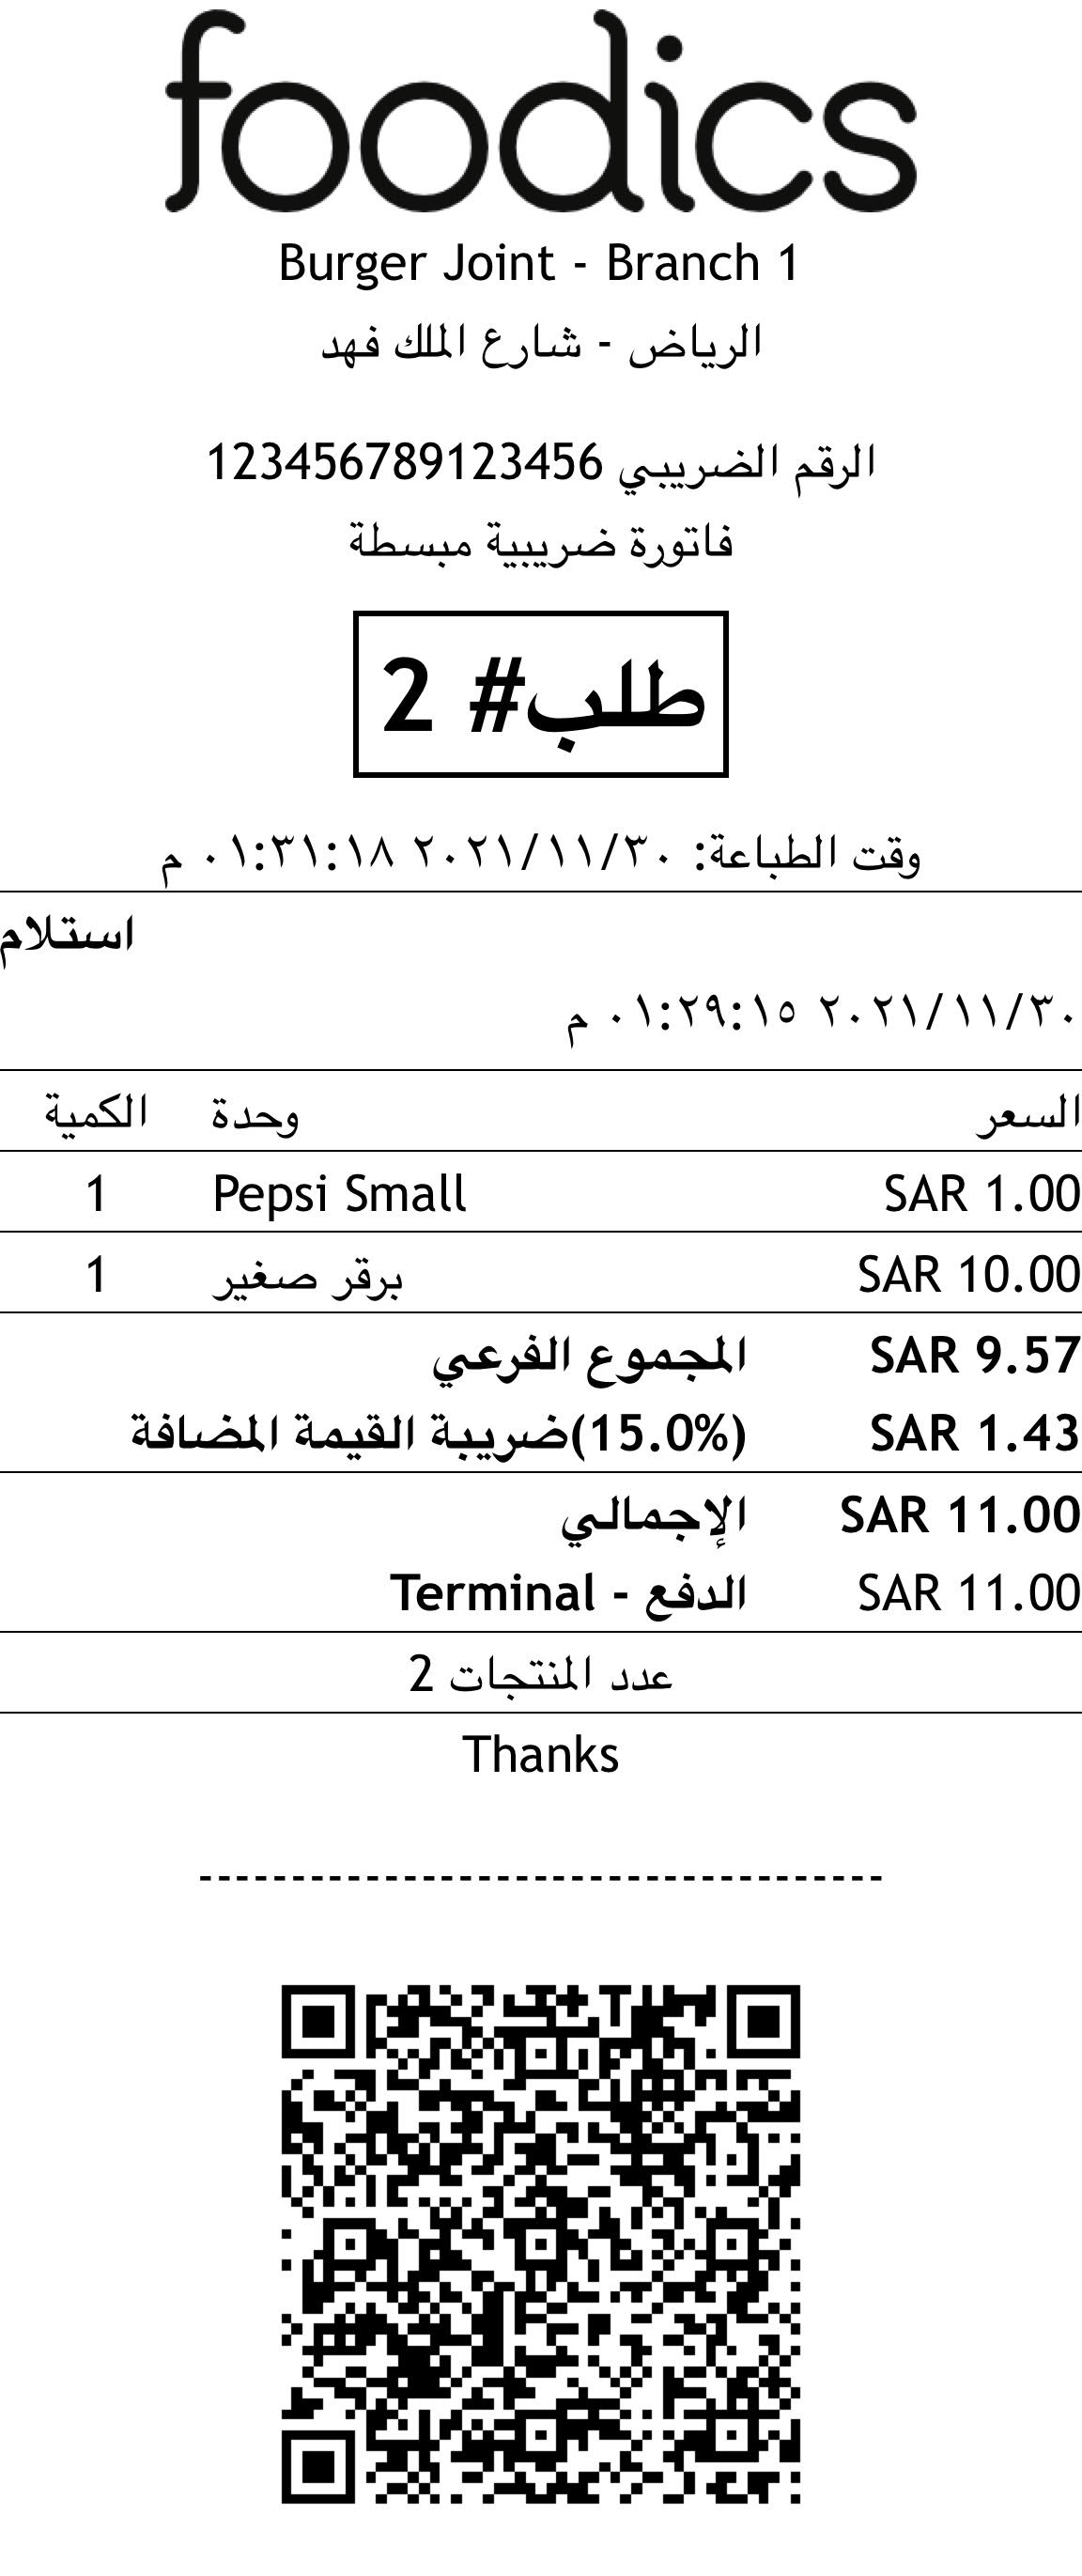 foodics
Burger Joint - Branch 1
الرياض - شارع الملك فهد
الرقم الضريبي 123456789123456
فاتورة ضريبية مبسطة
طلب# 2
وقت الطباعة: ٢٠٢١/١١/٣٠ ٠١:٣١:١٨ م
استلام
٢٠٢١/١١/٣٠ ٠١:٢٩:١٥ م
الكمية وحدة السعر
1 Pepsi Small SAR 1.00
1 برقر صغير SAR 10.00
المجموع الفرعي SAR 9.57
ضريبة القيمة المضافة(15.0%) SAR 1.43
الإجمالي SAR 11.00
الدفع - Terminal SAR 11.00
عدد المنتجات 2
Thanks
-------------------------------------